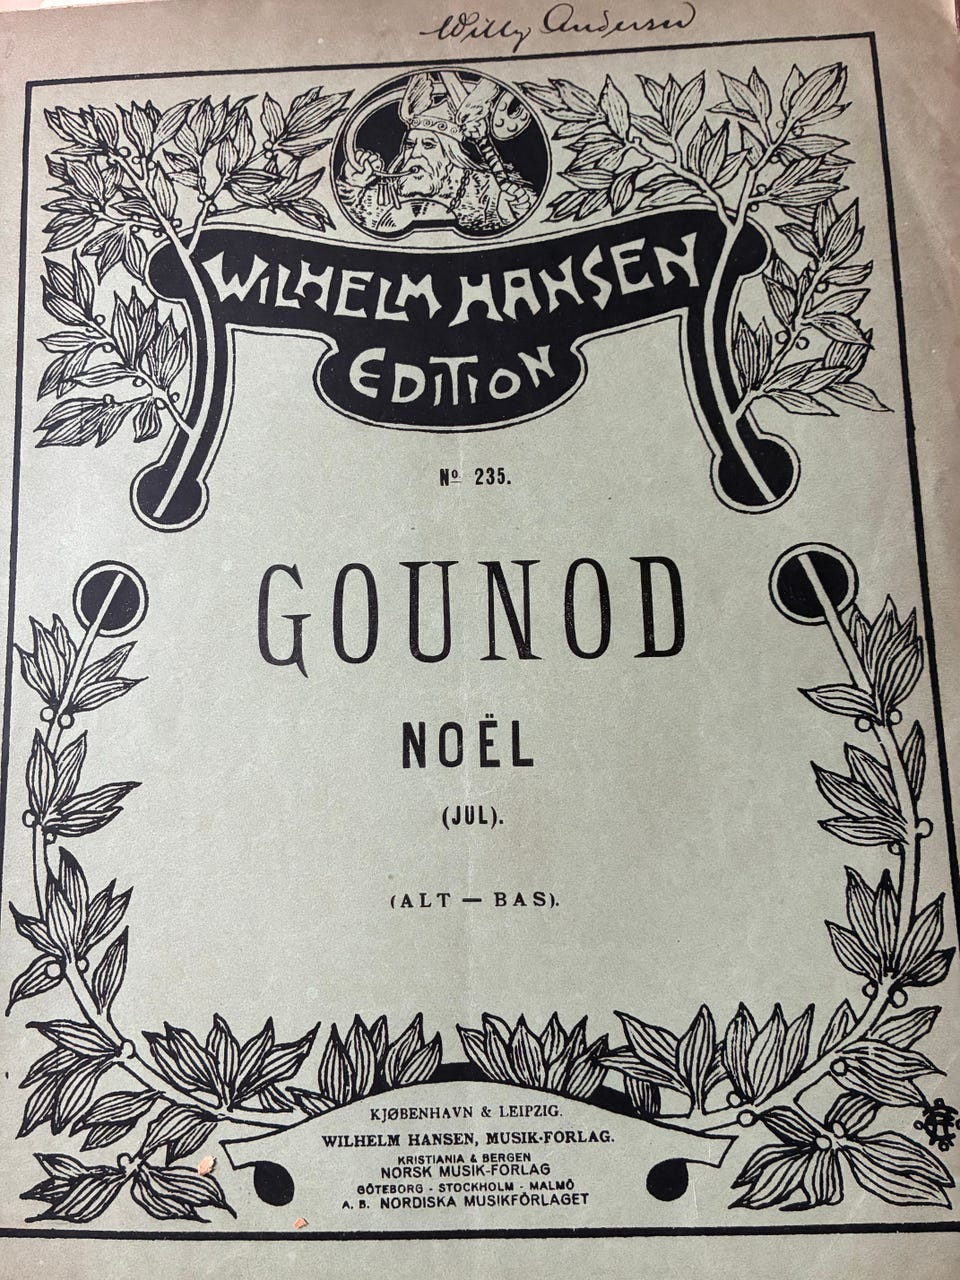 Willy Andersen
WILHELM HANSEN
EDITION
Nº 235.
GOUNOD
NOËL
(JUL).
(ALT — BAS).
KJØBENHAVN & LEIPZIG.
WILHELM HANSEN, MUSIK-FORLAG.
KRISTIANIA & BERGEN
NORSK MUSIK-FORLAG
GÖTEBORG - STOCKHOLM - MALMÖ
A. B. NORDISKA MUSIKFÖRLAGET